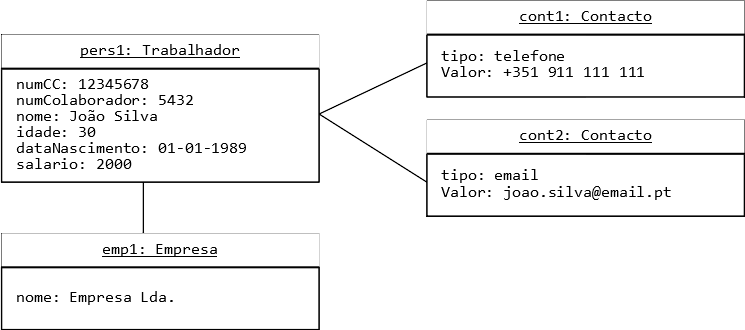 pers1: Trabalhador
numCC: 12345678
numColaborador: 5432
nome: João Silva
idade: 30
dataNascimento: 01-01-1989
salario: 2000
cont1: Contacto
tipo: telefone
Valor: +351 911 111 111
cont2: Contacto
tipo: email
Valor: joao.silva@email.pt
emp1: Empresa
nome: Empresa Lda.